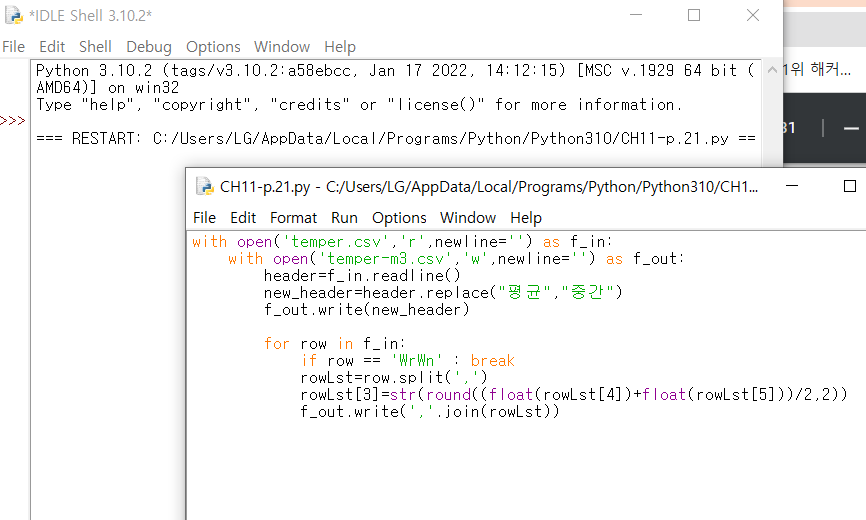 *IDLE Shell 3.10.2*
File Edit Shell Debug Options Window Help
Python 3.10.2 (tags/v3.10.2:a58ebcc, Jan 17 2022, 14:12:15) [MSC v.1929 64 bit (
AMD64)] on win32
Type "help", "copyright", "credits" or "license()" for more information.
>>>
=== RESTART: C:/Users/LG/AppData/Local/Programs/Python/Python310/CH11-p.21.py ==
1위 해커...
31
CH11-p.21.py - C:/Users/LG/AppData/Local/Programs/Python/Python310/CH1...
File Edit Format Run Options Window Help
with open('temper.csv','r',newline='') as f_in:
    with open('temper-m3.csv','w',newline='') as f_out:
        header=f_in.readline()
        new_header=header.replace("평균","중간")
        f_out.write(new_header)
        for row in f_in:
            if row == '₩r₩n' : break
            rowLst=row.split(',')
            rowLst[3]=str(round((float(rowLst[4])+float(rowLst[5]))/2,2))
            f_out.write(','.join(rowLst))